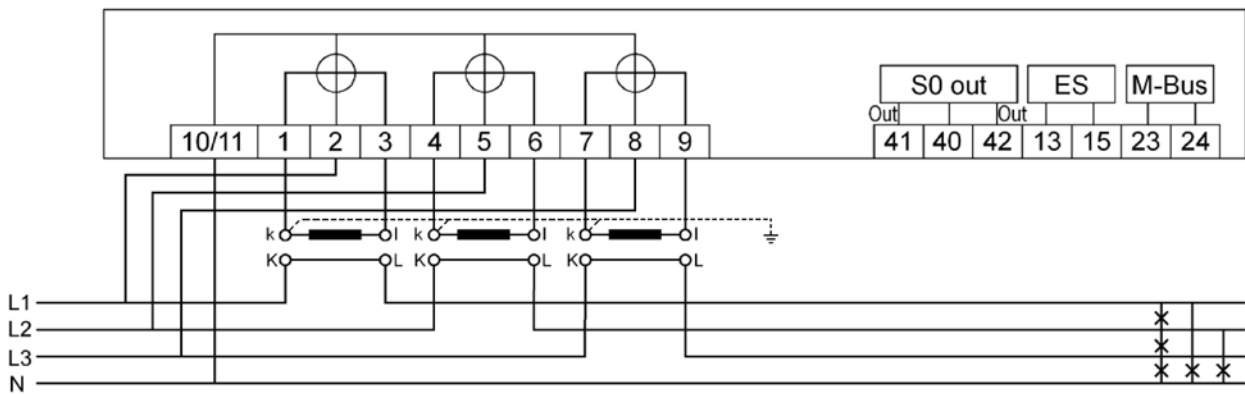 S0 out ES M-Bus
Out Out
10/11 1 2 3 4 5 6 7 8 9 41 40 42 13 15 23 24
k l k l k l
K L K L K L
L1
L2
L3
N